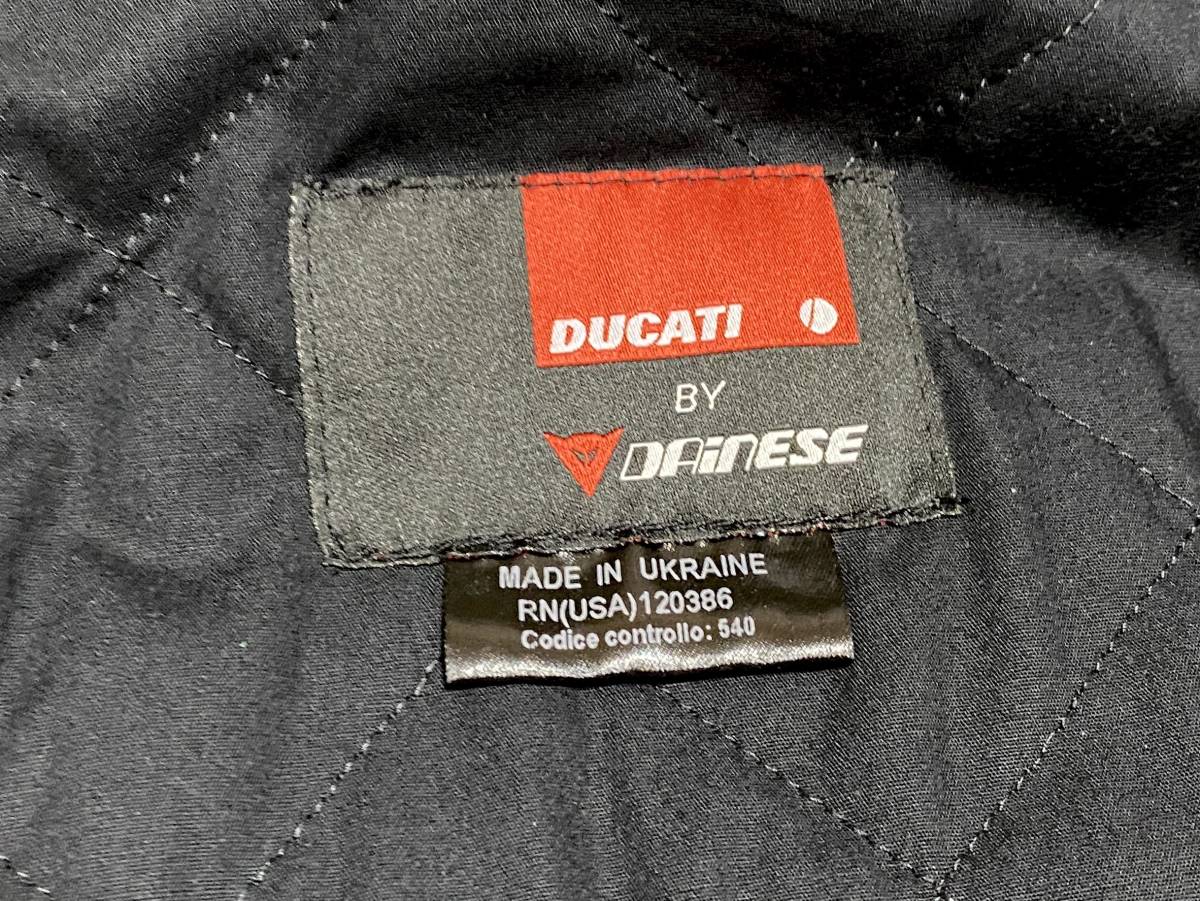 DUCATI
BY
DAINESE
MADE IN UKRAINE
RN(USA)120386
Codice controllo: 540